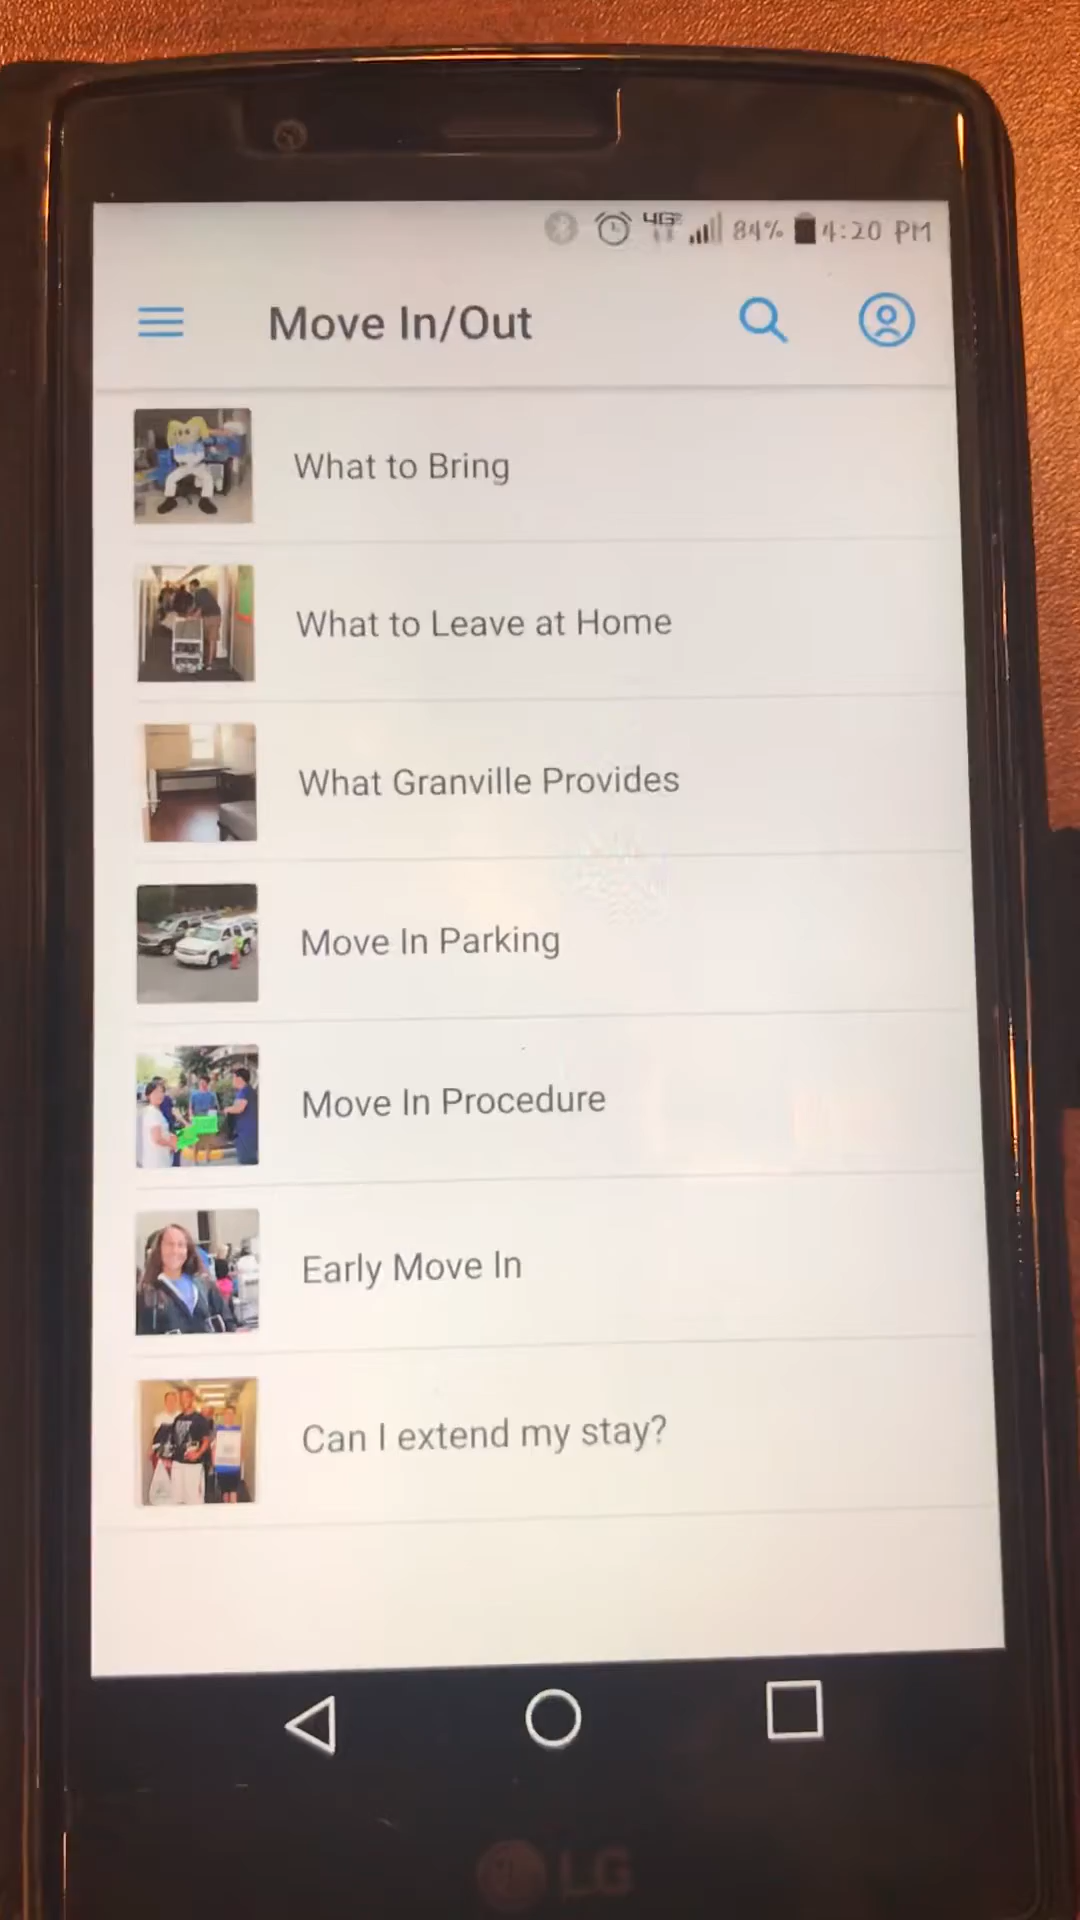 4G 84% 4:20 PM
Move In/Out
What to Bring
What to Leave at Home
What Granville Provides
Move In Parking
Move In Procedure
Early Move In
Can I extend my stay?
LG